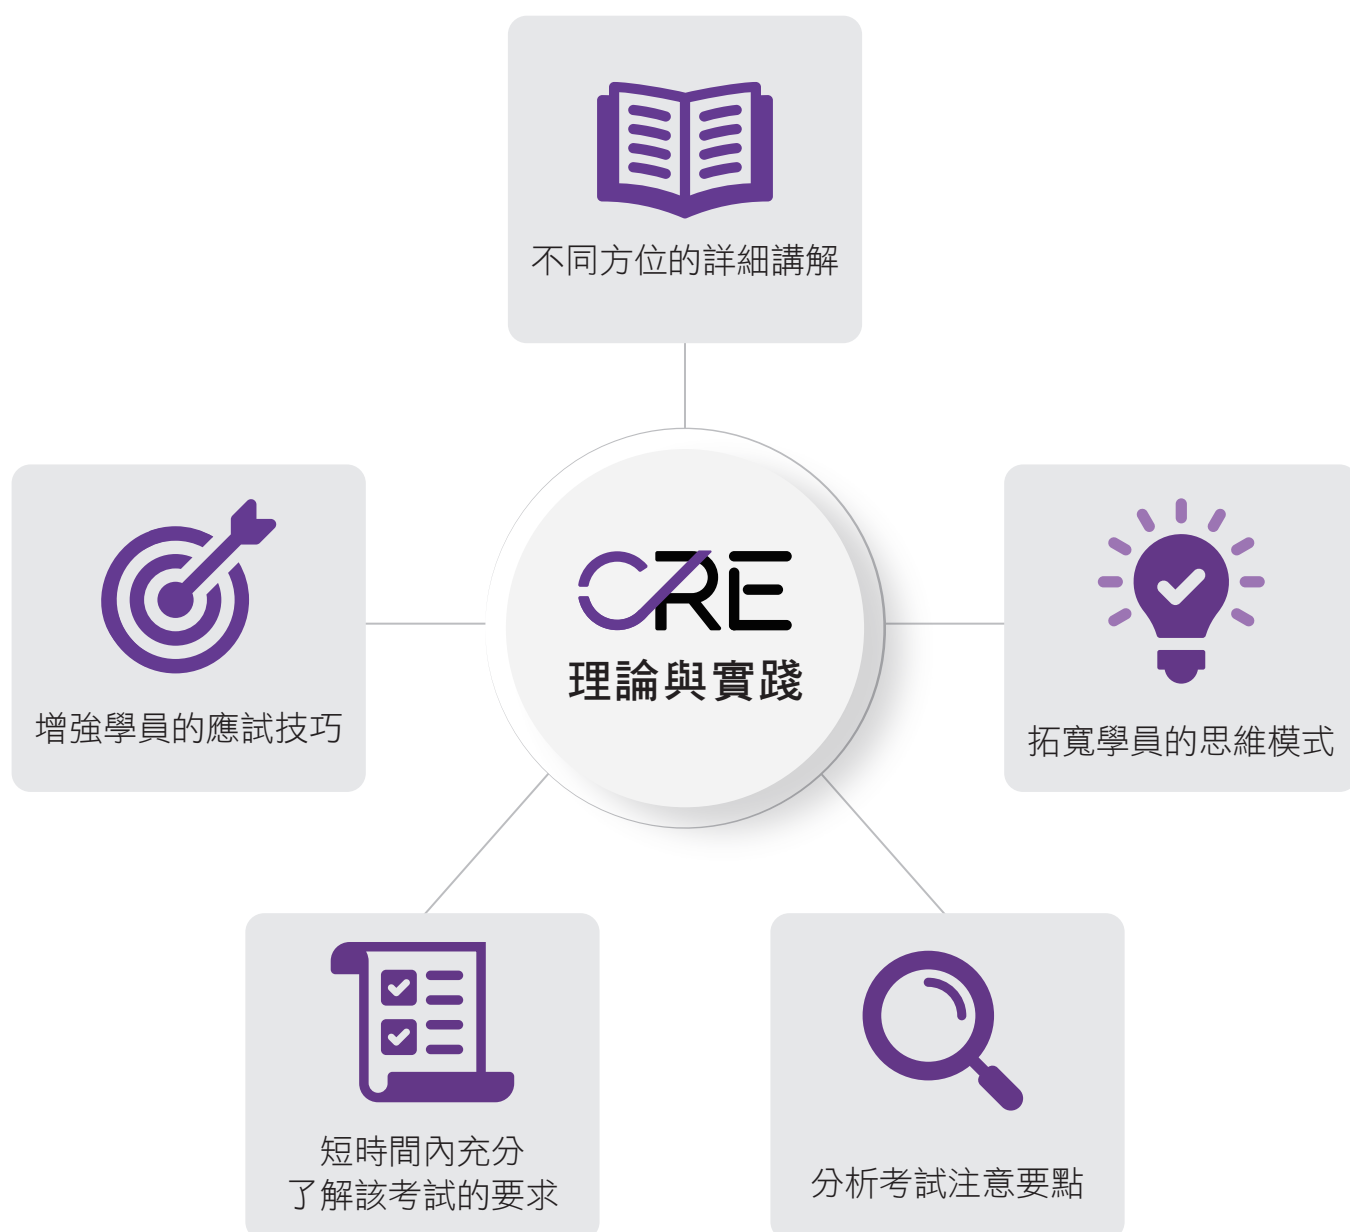 不同方位的詳細講解
增強學員的應試技巧
CRE
理論與實踐
拓寬學員的思維模式
短時間內充分
了解該考試的要求
分析考試注意要點